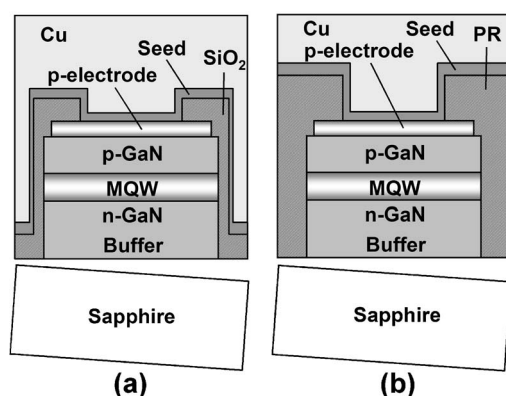 Cu
Seed
SiO2
p-electrode
p-GaN
MQW
n-GaN
Buffer
Sapphire
(a)
Cu
Seed
PR
p-electrode
p-GaN
MQW
n-GaN
Buffer
Sapphire
(b)